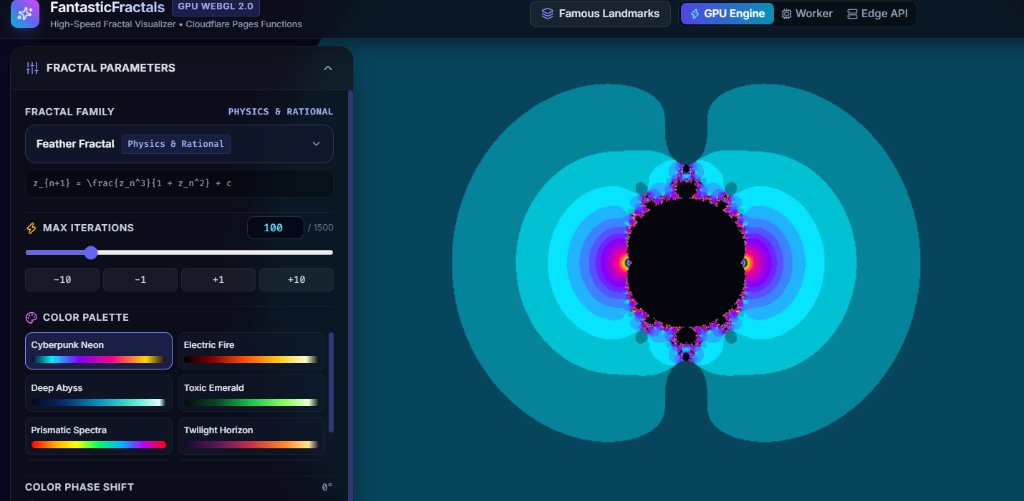 FantasticFractals GPU WEBGL 2.0
High-Speed Fractal Visualizer • Cloudflare Pages Functions
Famous Landmarks
GPU Engine
Worker
Edge API
FRACTAL PARAMETERS
FRACTAL FAMILY
PHYSICS & RATIONAL
Feather Fractal Physics & Rational
z_{n+1} = \frac{z_n^3}{1 + z_n^2} + c
MAX ITERATIONS
100 / 1500
-10
-1
+1
+10
COLOR PALETTE
Cyberpunk Neon
Electric Fire
Deep Abyss
Toxic Emerald
Prismatic Spectra
Twilight Horizon
COLOR PHASE SHIFT
0°